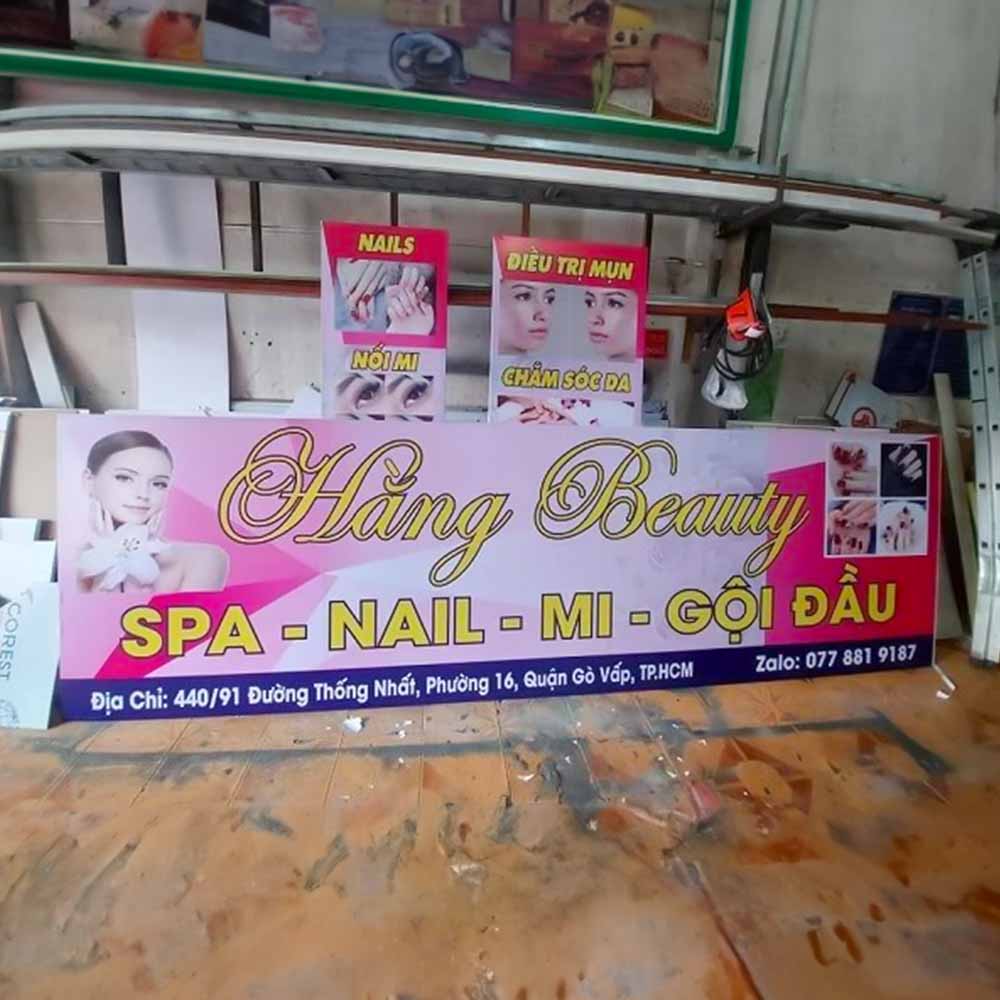 NAILS
NỐI MI
ĐIỀU TRỊ MỤN
CHĂM SÓC DA
Hằng Beauty
SPA - NAIL - MI - GỘI ĐẦU
Địa Chỉ: 440/91 Đường Thống Nhất, Phường 16, Quận Gò Vấp, TP.HCM
Zalo: 077 881 9187
COREST